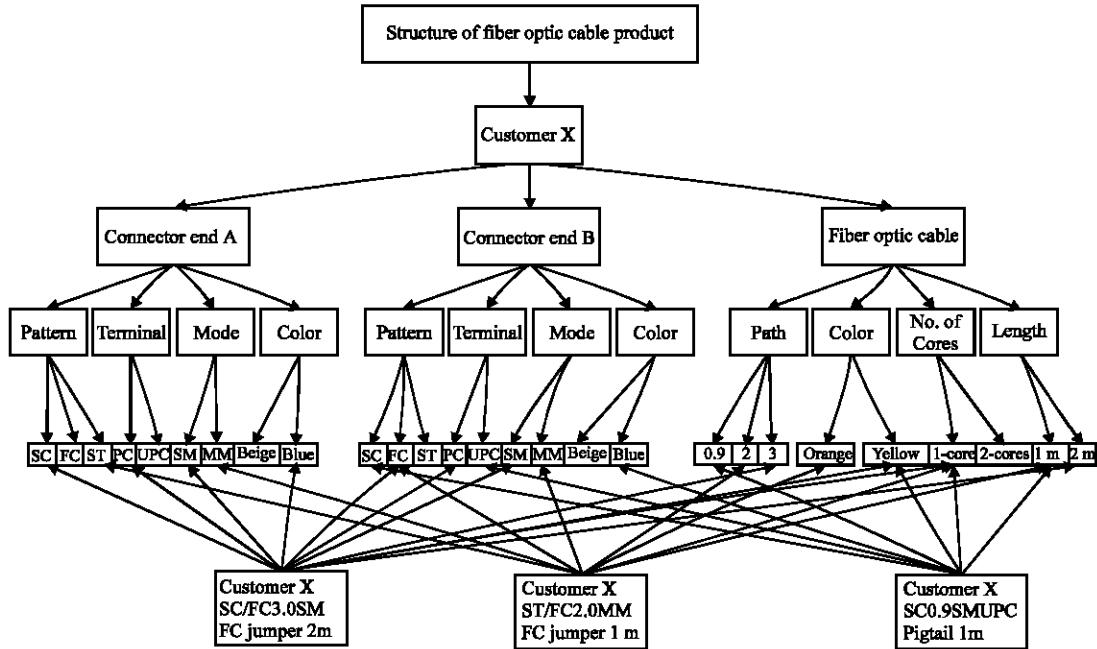 Structure of fiber optic cable product
Customer X
Connector end A
Connector end B
Fiber optic cable
Pattern
Terminal
Mode
Color
Pattern
Terminal
Mode
Color
Path
Color
No. of
Cores
Length
SC
FC
ST
PC
UPC
SM
MM
Beige
Blue
SC
FC
ST
PC
UPC
SM
MM
Beige
Blue
0.9
2
3
Orange
Yellow
1-core
2-cores
1 m
2 m
Customer X
SC/FC3.0SM
FC jumper 2m
Customer X
ST/FC2.0MM
FC jumper 1 m
Customer X
SC0.9SMUPC
Pigtail 1m